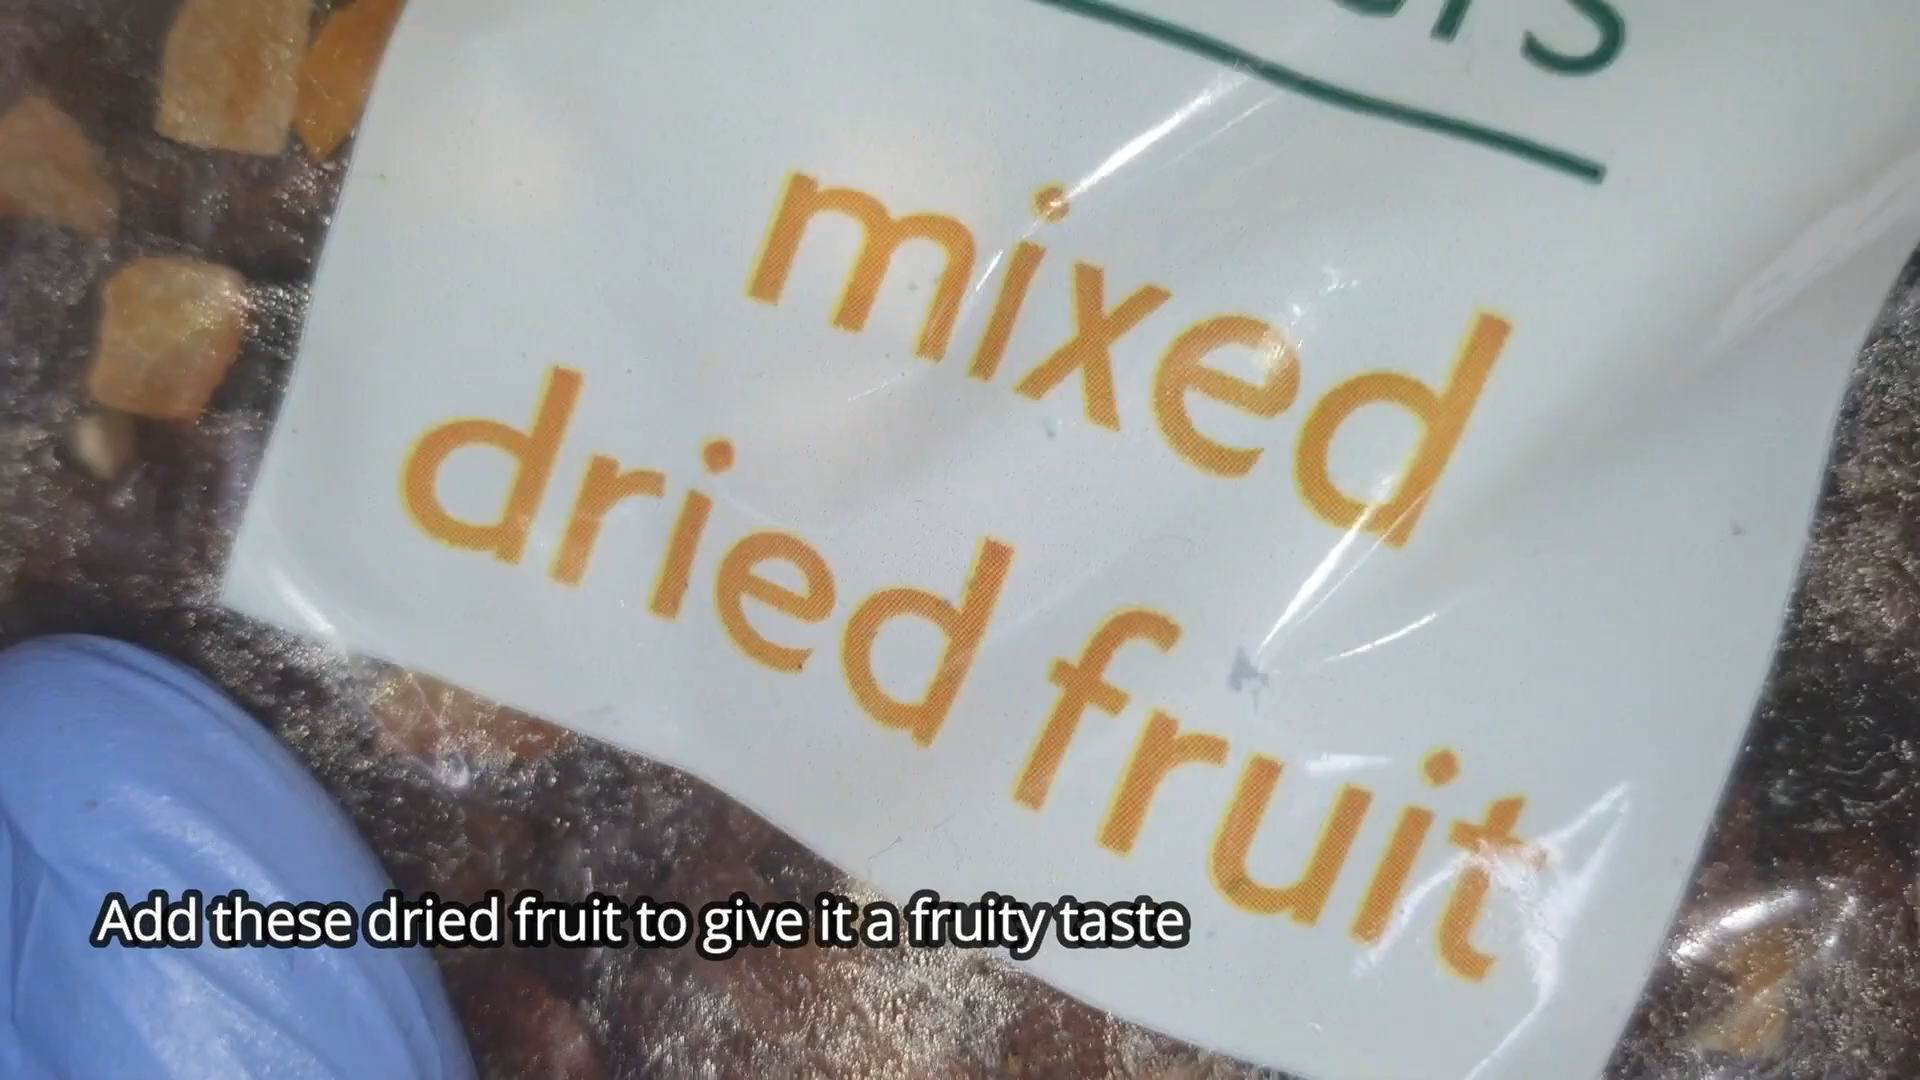 mixed
dried fruit
Add these dried fruit to give it a fruity taste